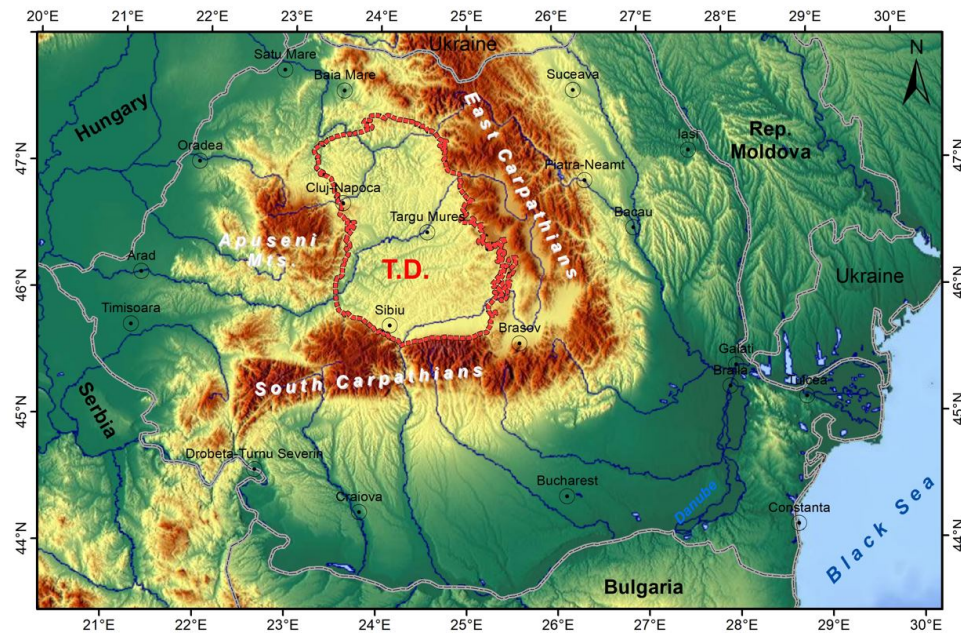 20°E 21°E 22°E 23°E 24°E 25°E 26°E 27°E 28°E 29°E 30°E
Ukraine
N
Satu Mare
Baia Mare
Suceava
Hungary
East Carpathians
Iasi
Rep.
Moldova
Oradea
47°N
47°N
Piatra-Neamt
Cluj-Napoca
Targu Mures
Bacau
Apuseni
Mts.
Arad
T.D.
Ukraine
46°N
46°N
Timisoara
Sibiu
Brasov
Galati
Braila
Tulcea
South Carpathians
Serbia
45°N
45°N
Drobeta-Turnu Severin
Craiova
Bucharest
Danube
Constanta
Black Sea
44°N
44°N
Bulgaria
21°E 22°E 23°E 24°E 25°E 26°E 27°E 28°E 29°E 30°E